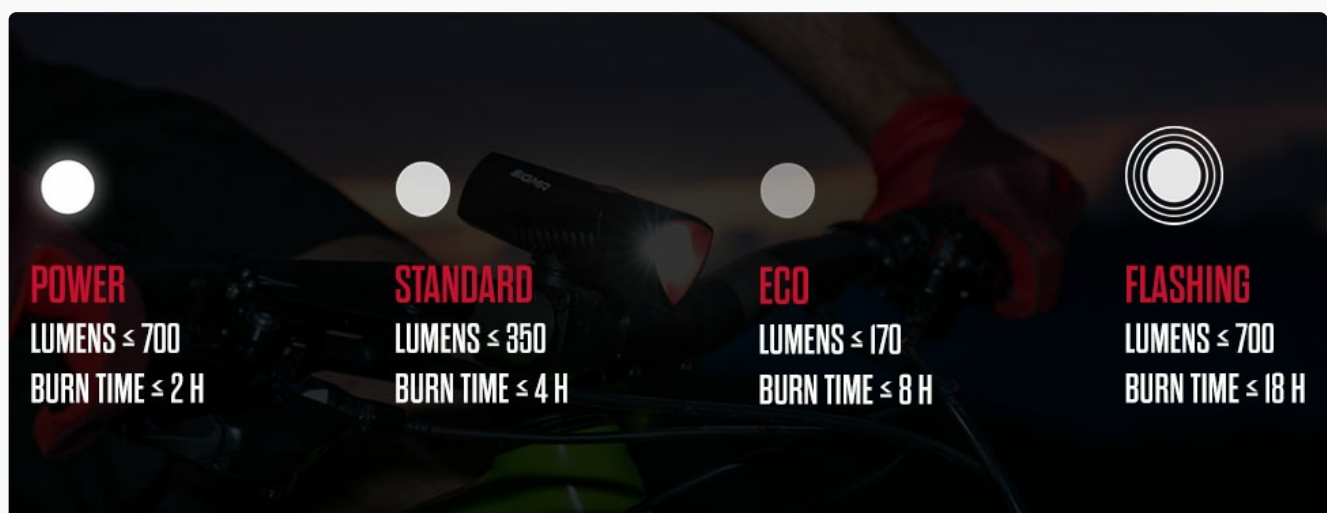 SIGMA
POWER
LUMENS ≤ 700
BURN TIME ≤ 2 H
STANDARD
LUMENS ≤ 350
BURN TIME ≤ 4 H
ECO
LUMENS ≤ 170
BURN TIME ≤ 8 H
FLASHING
LUMENS ≤ 700
BURN TIME ≤ 18 H